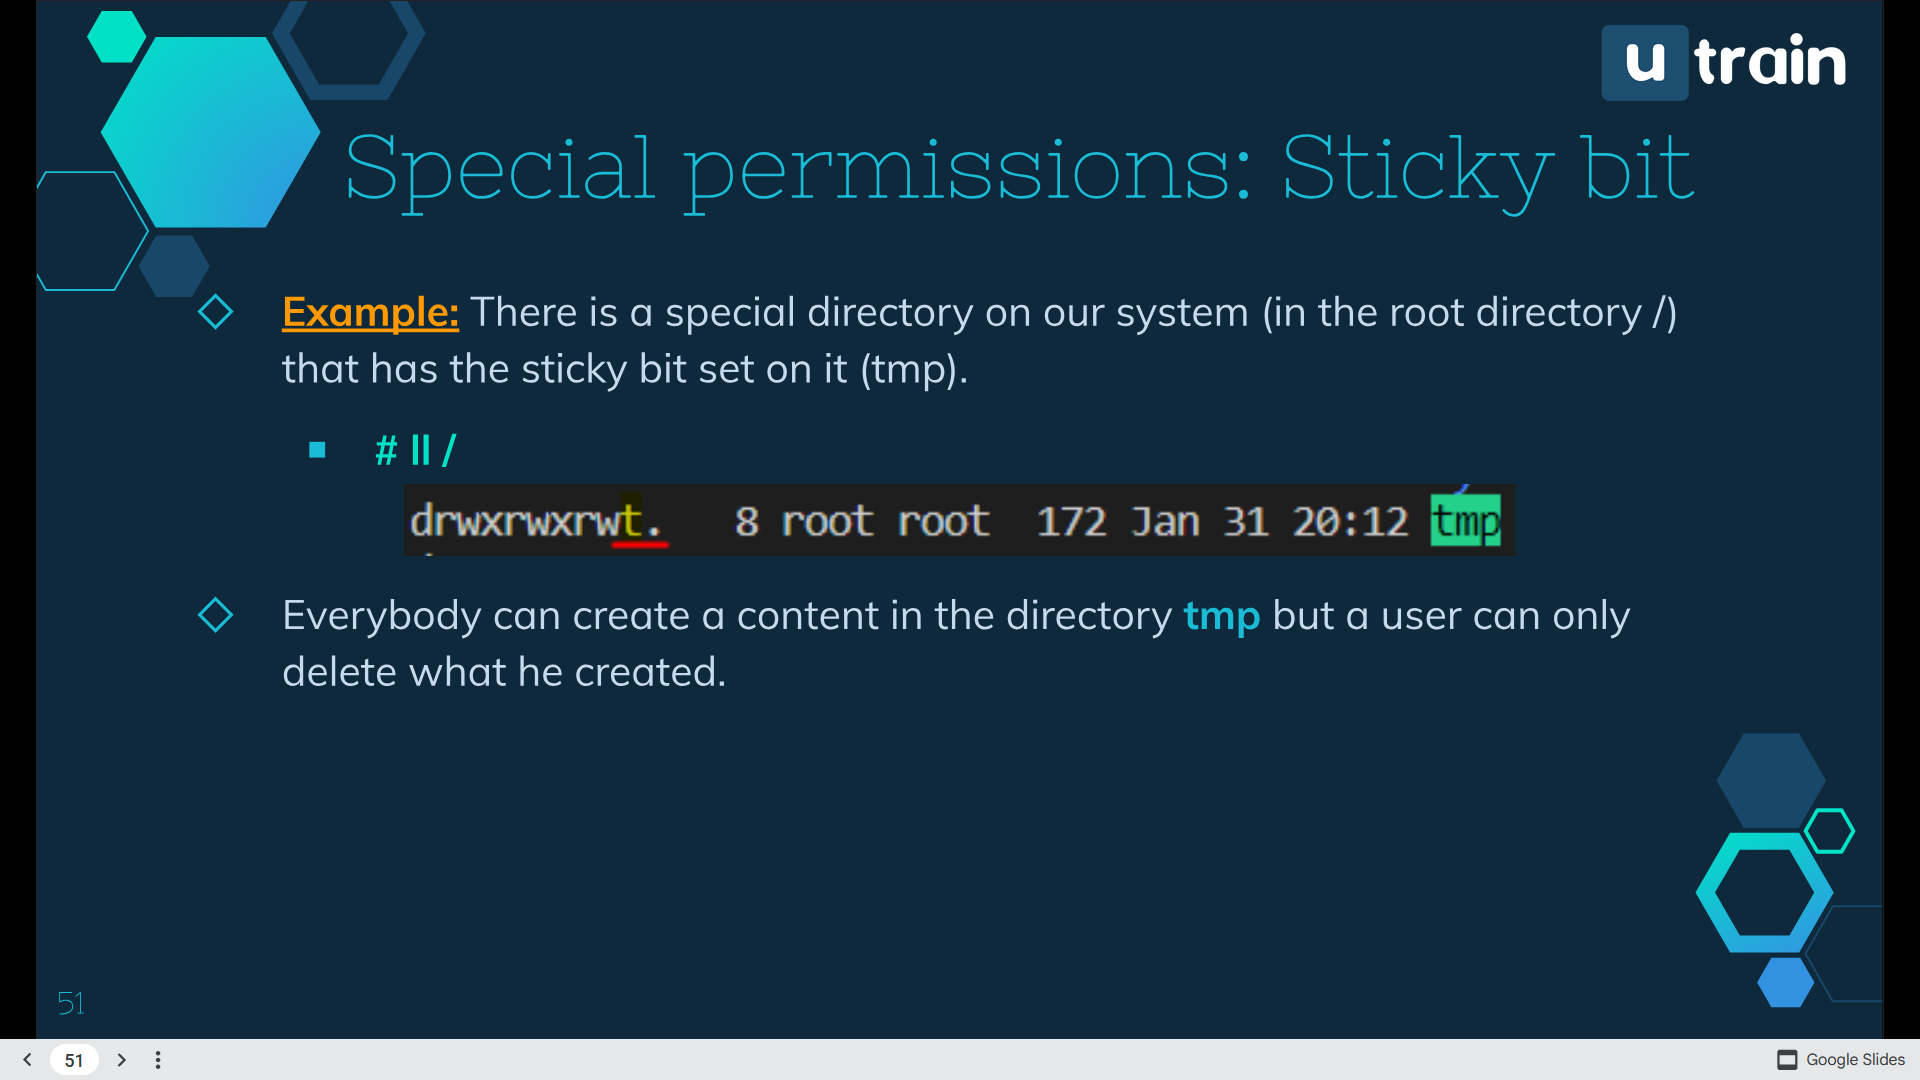 u train
Special permissions: Sticky bit
Example: There is a special directory on our system (in the root directory /)
that has the sticky bit set on it (tmp).
# ll /
drwxrwxrwt. 8 root root 172 Jan 31 20:12 tmp
Everybody can create a content in the directory tmp but a user can only
delete what he created.
51
51
Google Slides